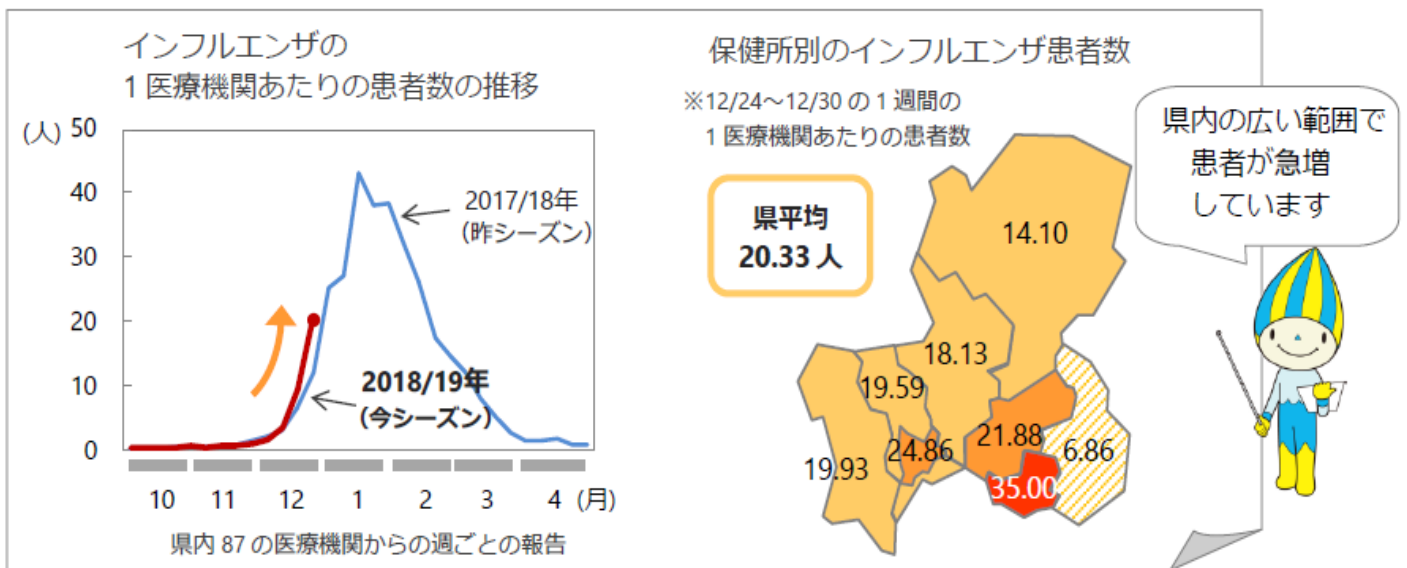 インフルエンザの
1 医療機関あたりの患者数の推移
(人)
50
40
30
20
10
0
2017/18年
(昨シーズン)
2018/19年
(今シーズン)
10
11
12
1
2
3
4
(月)
県内 87 の医療機関からの週ごとの報告
保健所別のインフルエンザ患者数
※12/24～12/30 の 1 週間の
1 医療機関あたりの患者数
県平均
20.33 人
14.10
18.13
19.59
21.88
24.86
6.86
19.93
35.00
県内の広い範囲で
患者が急増
しています